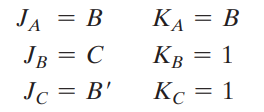 J_A = B K_A = B
J_B = C K_B = 1
J_C = B' K_C = 1